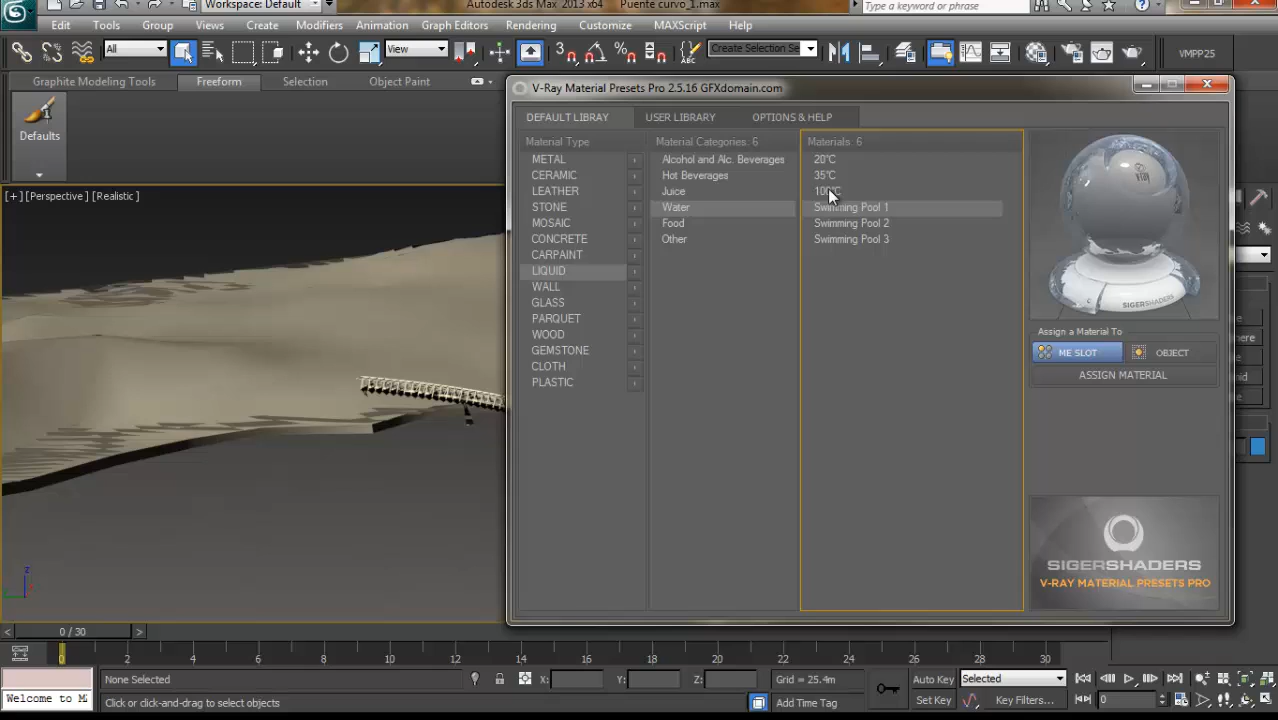 Workspace: Default
Autodesk 3ds Max 2013 x64
Puente curvo_1.max
Type a keyword or phrase
Edit Tools Group Views Create Modifiers Animation Graph Editors Rendering Customize MAXScript Help
All
View
Create Selection Se
VMPP25
Graphite Modeling Tools Freeform Selection Object Paint
Defaults
[+] [Perspective] [Realistic]
V-Ray Material Presets Pro 2.5.16 GFXdomain.com
DEFAULT LIBRAY USER LIBRARY OPTIONS & HELP
Material Type
METAL
CERAMIC
LEATHER
STONE
MOSAIC
CONCRETE
CARPAINT
LIQUID
WALL
GLASS
PARQUET
WOOD
GEMSTONE
CLOTH
PLASTIC
Material Categories: 6
Alcohol and Alc. Beverages
Hot Beverages
Juice
Water
Food
Other
Materials: 6
20°C
35°C
100°C
Swimming Pool 1
Swimming Pool 2
Swimming Pool 3
SIGERSHADERS
Assign a Material To
ME SLOT OBJECT
ASSIGN MATERIAL
SIGERSHADERS
V-RAY MATERIAL PRESETS PRO
z
0 / 30
0 2 4 6 8 10 12 14 16 18 20 22 24 26 28 30
None Selected
X: Y: Z: Grid = 25.4m
Auto Key Selected
Welcome to M
Click or click-and-drag to select objects
Add Time Tag
Set Key Key Filters...
0